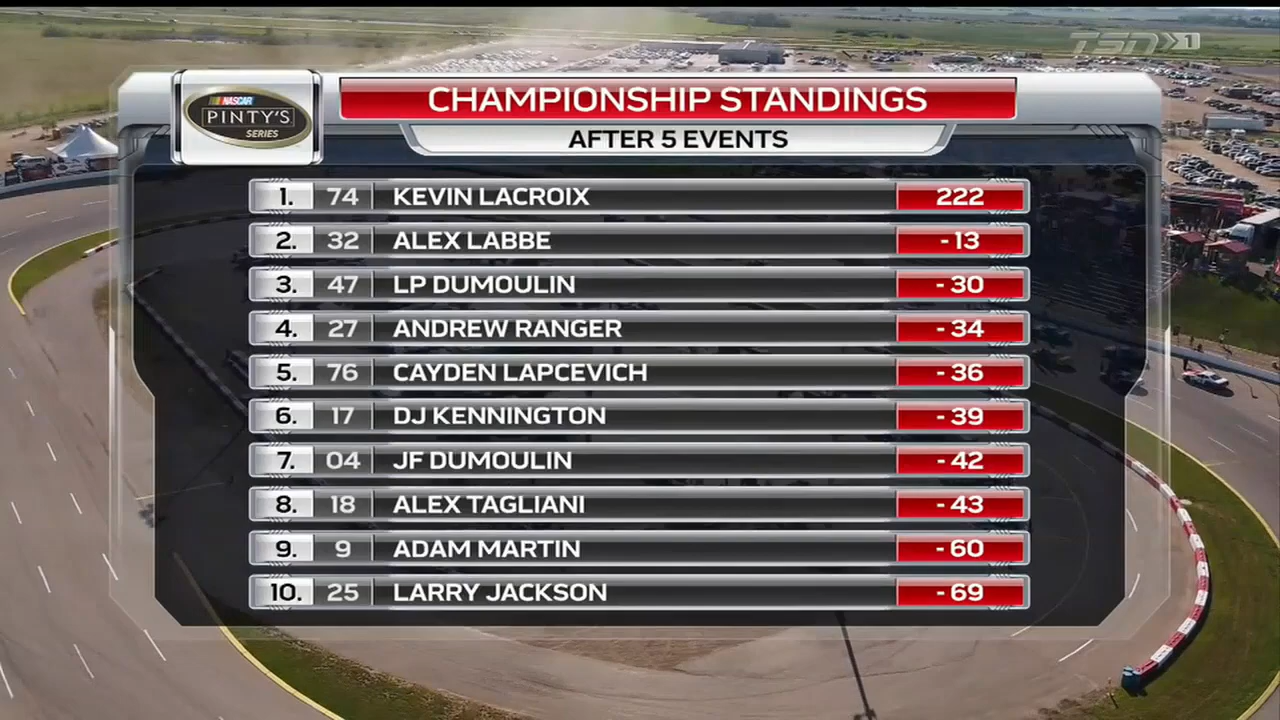 TSN 1
NASCAR
PINTY'S
SERIES
CHAMPIONSHIP STANDINGS
AFTER 5 EVENTS
1. 74 KEVIN LACROIX 222
2. 32 ALEX LABBE - 13
3. 47 LP DUMOULIN - 30
4. 27 ANDREW RANGER - 34
5. 76 CAYDEN LAPCEVICH - 36
6. 17 DJ KENNINGTON - 39
7. 04 JF DUMOULIN - 42
8. 18 ALEX TAGLIANI - 43
9. 9 ADAM MARTIN - 60
10. 25 LARRY JACKSON - 69